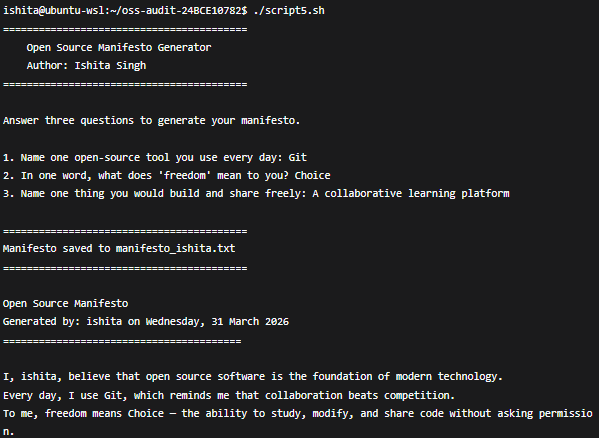 ishita@ubuntu-wsl:~/oss-audit-24BCE10782$ ./script5.sh
=========================================
    Open Source Manifesto Generator
    Author: Ishita Singh
=========================================
Answer three questions to generate your manifesto.
1. Name one open-source tool you use every day: Git
2. In one word, what does 'freedom' mean to you? Choice
3. Name one thing you would build and share freely: A collaborative learning platform
=========================================
Manifesto saved to manifesto_ishita.txt
=========================================
Open Source Manifesto
Generated by: ishita on Wednesday, 31 March 2026
========================================
I, ishita, believe that open source software is the foundation of modern technology.
Every day, I use Git, which reminds me that collaboration beats competition.
To me, freedom means Choice — the ability to study, modify, and share code without asking permissio
n.